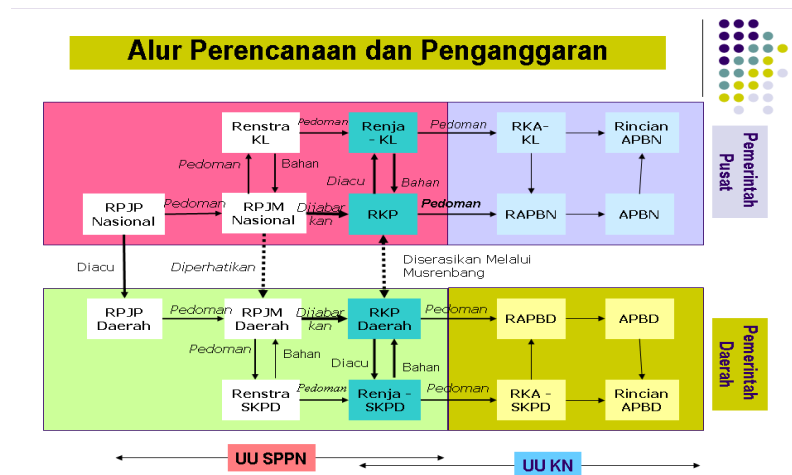 Alur Perencanaan dan Penganggaran
Renstra
KL
Pedoman
Renja
- KL
Pedoman
RKA-
KL
Rincian
APBN
Pemerintah
Pusat
Pedoman
Bahan
Diacu
Bahan
RPJP
Nasional
Pedoman
RPJM
Nasional
Dijabar
kan
RKP
Pedoman
RAPBN
APBN
Diacu
Diperhatikan
Diserasikan Melalui
Musrenbang
RPJP
Daerah
Pedoman
RPJM
Daerah
Dijabar
kan
RKP
Daerah
Pedoman
RAPBD
APBD
Pemerintah
Daerah
Pedoman
Bahan
Diacu
Bahan
Renstra
SKPD
Pedoman
Renja -
SKPD
Pedoman
RKA -
SKPD
Rincian
APBD
UU SPPN
UU KN